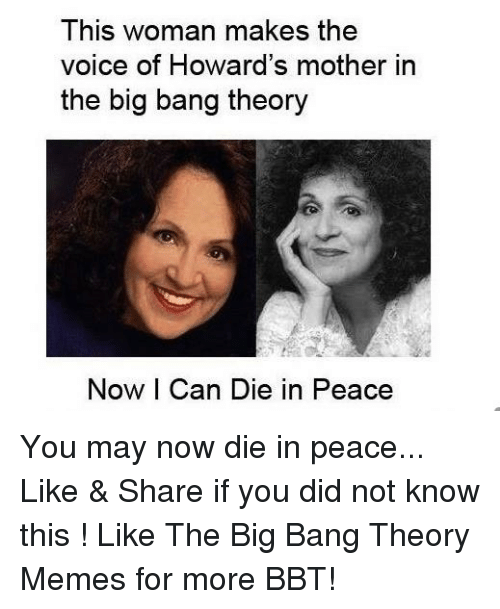 This woman makes the
voice of Howard's mother in
the big bang theory
Now I Can Die in Peace
You may now die in peace...
Like & Share if you did not know
this ! Like The Big Bang Theory
Memes for more BBT!